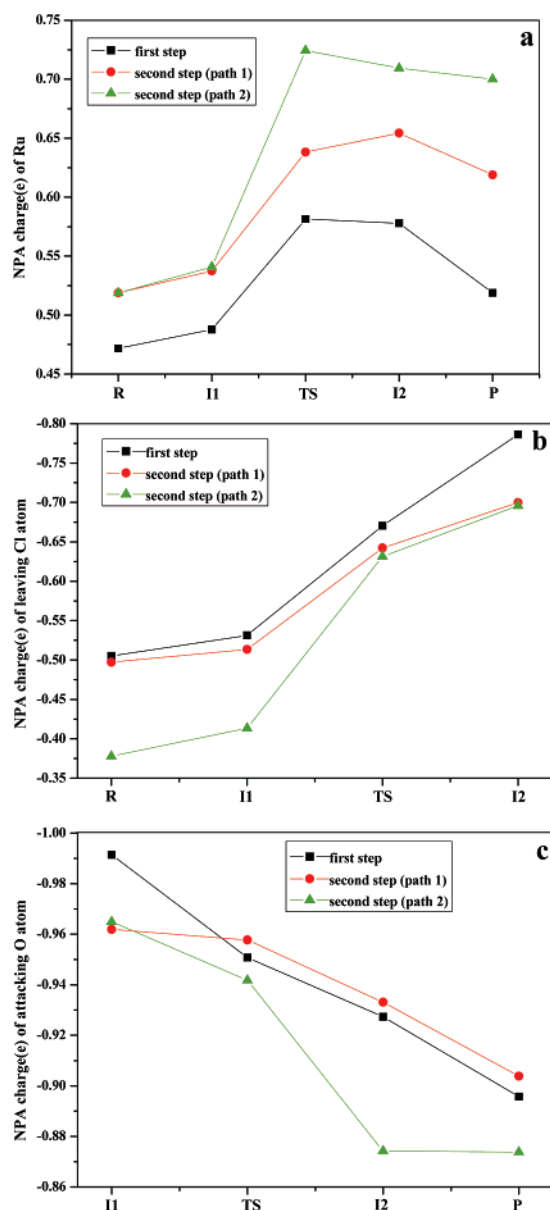 a
0.75
0.70
0.65
0.60
0.55
0.50
0.45
NPA charge(e) of Ru
first step
second step (path 1)
second step (path 2)
R I1 TS I2 P
b
-0.80
-0.75
-0.70
-0.65
-0.60
-0.55
-0.50
-0.45
-0.40
-0.35
NPA charge(e) of leaving Cl atom
first step
second step (path 1)
second step (path 2)
R I1 TS I2
c
-1.00
-0.98
-0.96
-0.94
-0.92
-0.90
-0.88
-0.86
NPA charge(e) of attacking O atom
first step
second step (path 1)
second step (path 2)
I1 TS I2 P